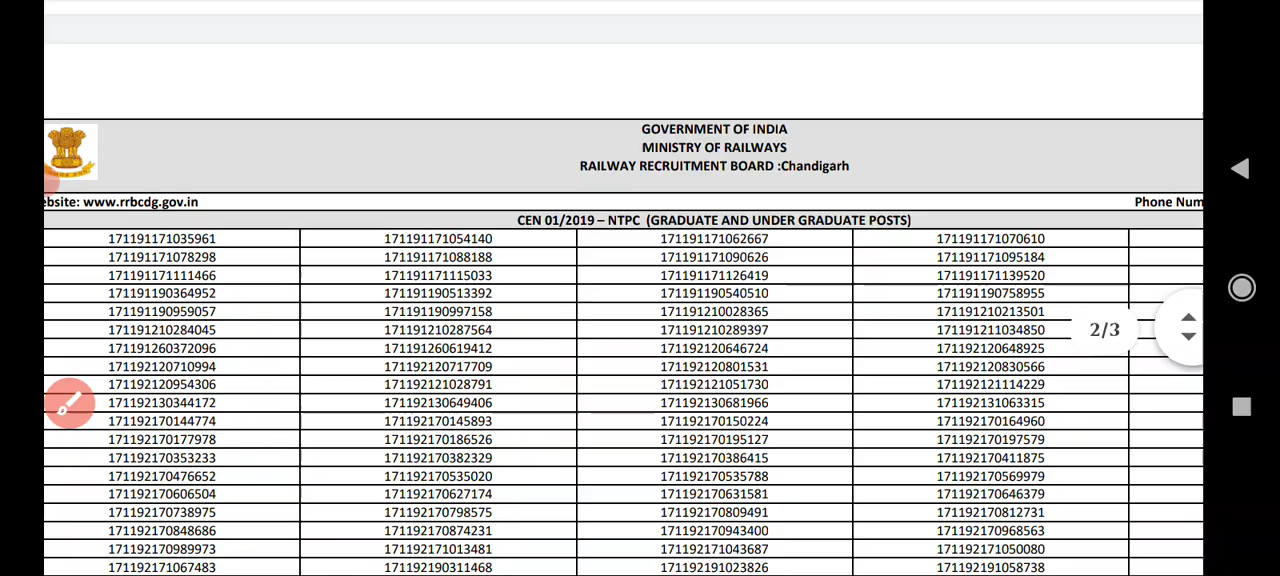 GOVERNMENT OF INDIA
MINISTRY OF RAILWAYS
RAILWAY RECRUITMENT BOARD :Chandigarh
ebsite: www.rrbcdg.gov.in Phone Num
CEN 01/2019 – NTPC (GRADUATE AND UNDER GRADUATE POSTS)
171191171035961 171191171054140 171191171062667 171191171070610
171191171078298 171191171088188 171191171090626 171191171095184
171191171111466 171191171115033 171191171126419 171191171139520
171191190364952 171191190513392 171191190540510 171191190758955
171191190959057 171191190997158 171191210028365 171191210213501
171191210284045 171191210287564 171191210289397 171191211034850
2/3
171191260372096 171191260619412 171192120646724 171192120648925
171192120710994 171192120717709 171192120801531 171192120830566
171192120954306 171192121028791 171192121051730 171192121114229
171192130344172 171192130649406 171192130681966 171192131063315
171192170144774 171192170145893 171192170150224 171192170164960
171192170177978 171192170186526 171192170195127 171192170197579
171192170353233 171192170382329 171192170386415 171192170411875
171192170476652 171192170535020 171192170535788 171192170569979
171192170606504 171192170627174 171192170631581 171192170646379
171192170738975 171192170798575 171192170809491 171192170812731
171192170848686 171192170874231 171192170943400 171192170968563
171192170989973 171192171013481 171192171043687 171192171050080
171192171067483 171192190311468 171192191023826 171192191058738